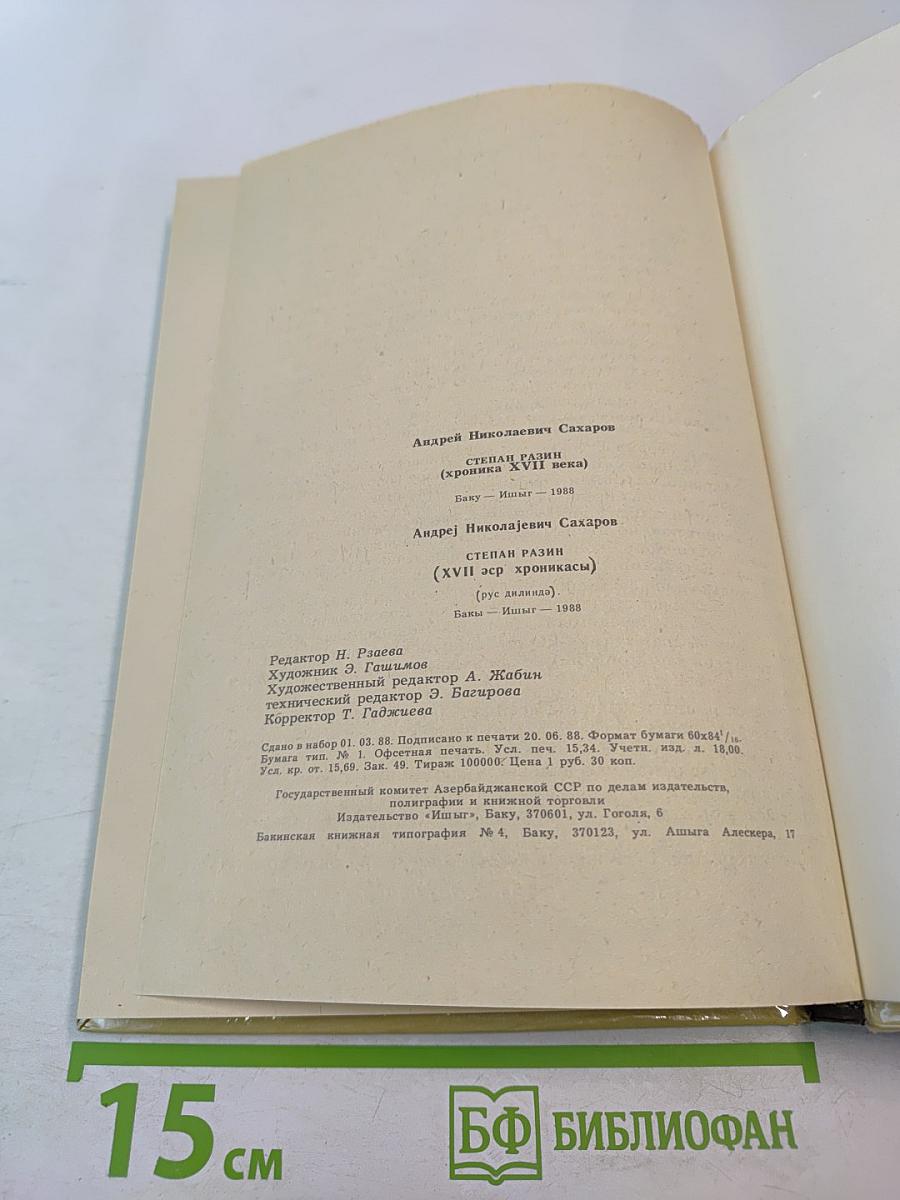 Андрей Николаевич Сахаров
СТЕПАН РАЗИН
(хроника XVII века)
Баку — Ишыг — 1988
Андреј Николајевич Сахаров
СТЕПАН РАЗИН
(XVII әср хроникасы)
(рус дилиндә).
Бакы — Ишыг — 1988
Редактор Н. Рзаева
Художник Э. Гашимов
Художественный редактор А. Жабин
технический редактор Э. Багирова
Корректор Т. Гаджиева
Сдано в набор 01. 03. 88. Подписано к печати 20. 06. 88. Формат бумаги 60х84¹/₁₆.
Бумага тип. № 1. Офсетная печать. Усл. печ. 15,34. Учетн. изд. л. 18,00.
Усл. кр. от. 15,69. Зак. 49. Тираж 100000. Цена 1 руб. 30 коп.
Государственный комитет Азербайджанской ССР по делам издательств,
полиграфии и книжной торговли
Издательство «Ишыг», Баку, 370601, ул. Гоголя, 6
Бакинская книжная типография № 4, Баку, 370123, ул. Ашыга Алескера, 17
15 см
БФ БИБЛИОФАН